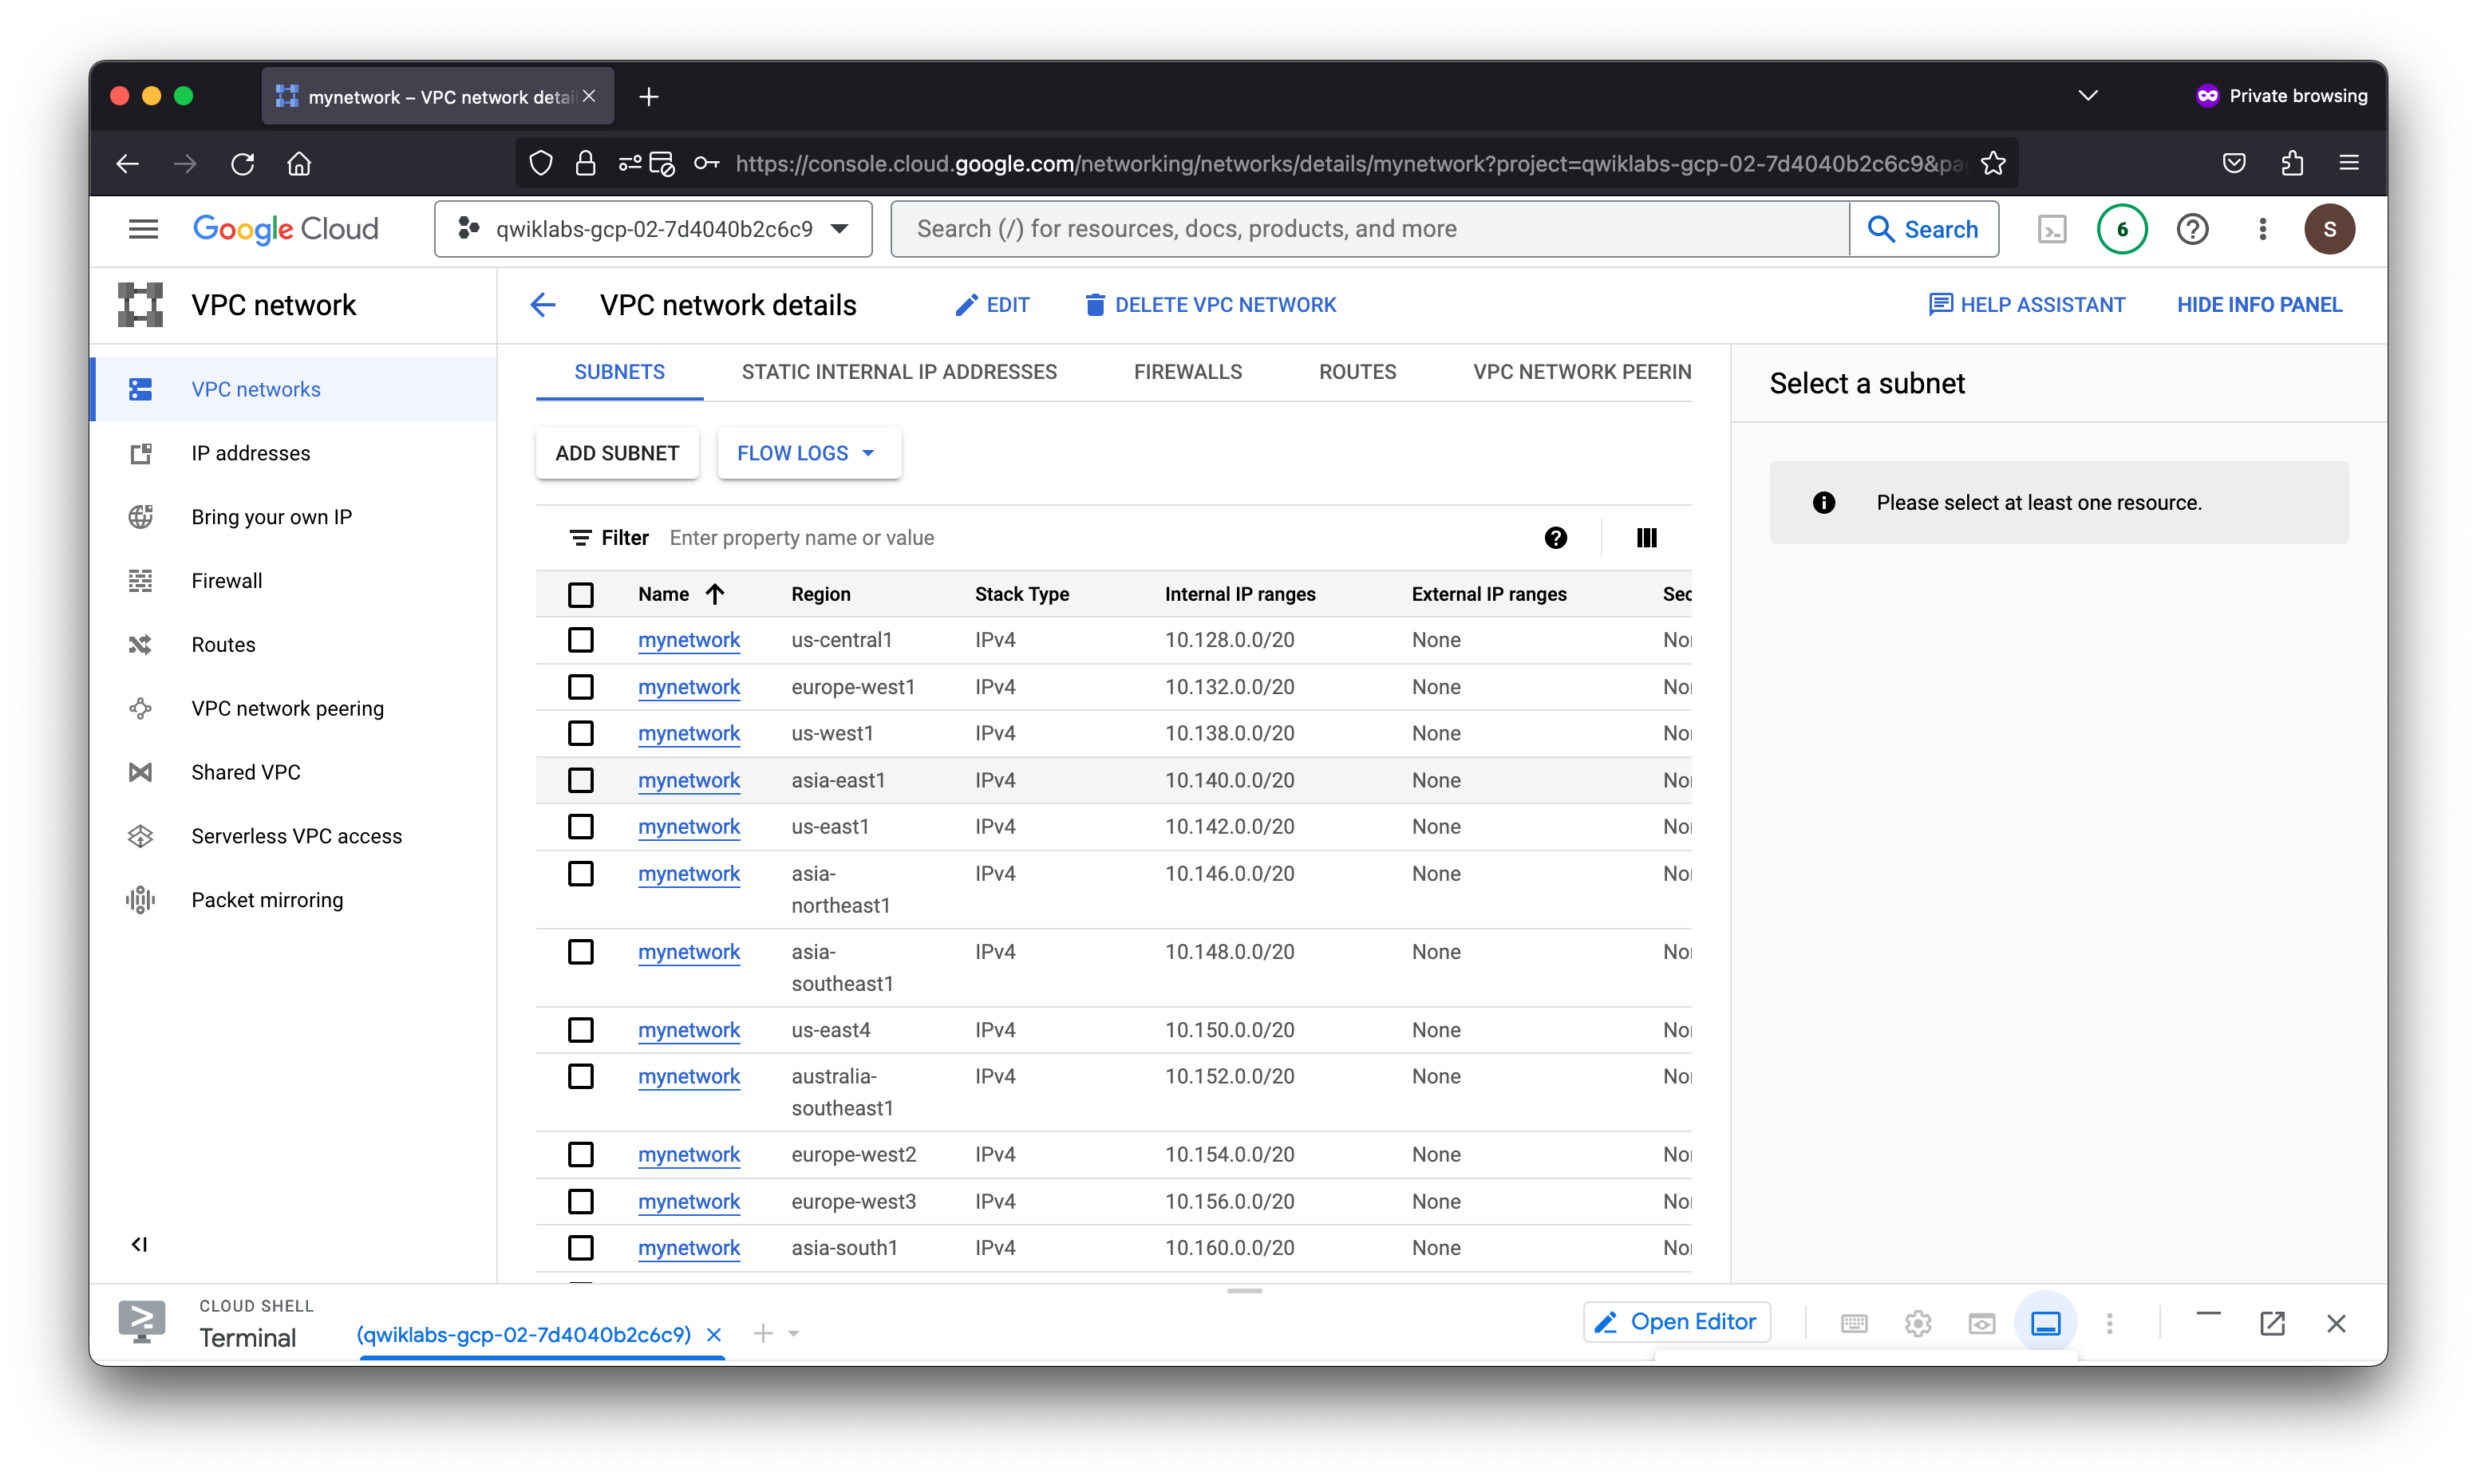 mynetwork – VPC network detai
Private browsing
https://console.cloud.google.com/networking/networks/details/mynetwork?project=qwiklabs-gcp-02-7d4040b2c6c9&pa
Google Cloud
qwiklabs-gcp-02-7d4040b2c6c9
Search (/) for resources, docs, products, and more
Search
6
S
VPC network
VPC network details
EDIT
DELETE VPC NETWORK
HELP ASSISTANT
HIDE INFO PANEL
VPC networks
IP addresses
Bring your own IP
Firewall
Routes
VPC network peering
Shared VPC
Serverless VPC access
Packet mirroring
SUBNETS
STATIC INTERNAL IP ADDRESSES
FIREWALLS
ROUTES
VPC NETWORK PEERIN
ADD SUBNET
FLOW LOGS
Filter Enter property name or value
Name Region Stack Type Internal IP ranges External IP ranges Sec
mynetwork us-central1 IPv4 10.128.0.0/20 None Non
mynetwork europe-west1 IPv4 10.132.0.0/20 None Non
mynetwork us-west1 IPv4 10.138.0.0/20 None Non
mynetwork asia-east1 IPv4 10.140.0.0/20 None Non
mynetwork us-east1 IPv4 10.142.0.0/20 None Non
mynetwork asia- IPv4 10.146.0.0/20 None Non
northeast1
mynetwork asia- IPv4 10.148.0.0/20 None Non
southeast1
mynetwork us-east4 IPv4 10.150.0.0/20 None Non
mynetwork australia- IPv4 10.152.0.0/20 None Non
southeast1
mynetwork europe-west2 IPv4 10.154.0.0/20 None Non
mynetwork europe-west3 IPv4 10.156.0.0/20 None Non
mynetwork asia-south1 IPv4 10.160.0.0/20 None Non
Select a subnet
Please select at least one resource.
CLOUD SHELL
Terminal
(qwiklabs-gcp-02-7d4040b2c6c9)
Open Editor